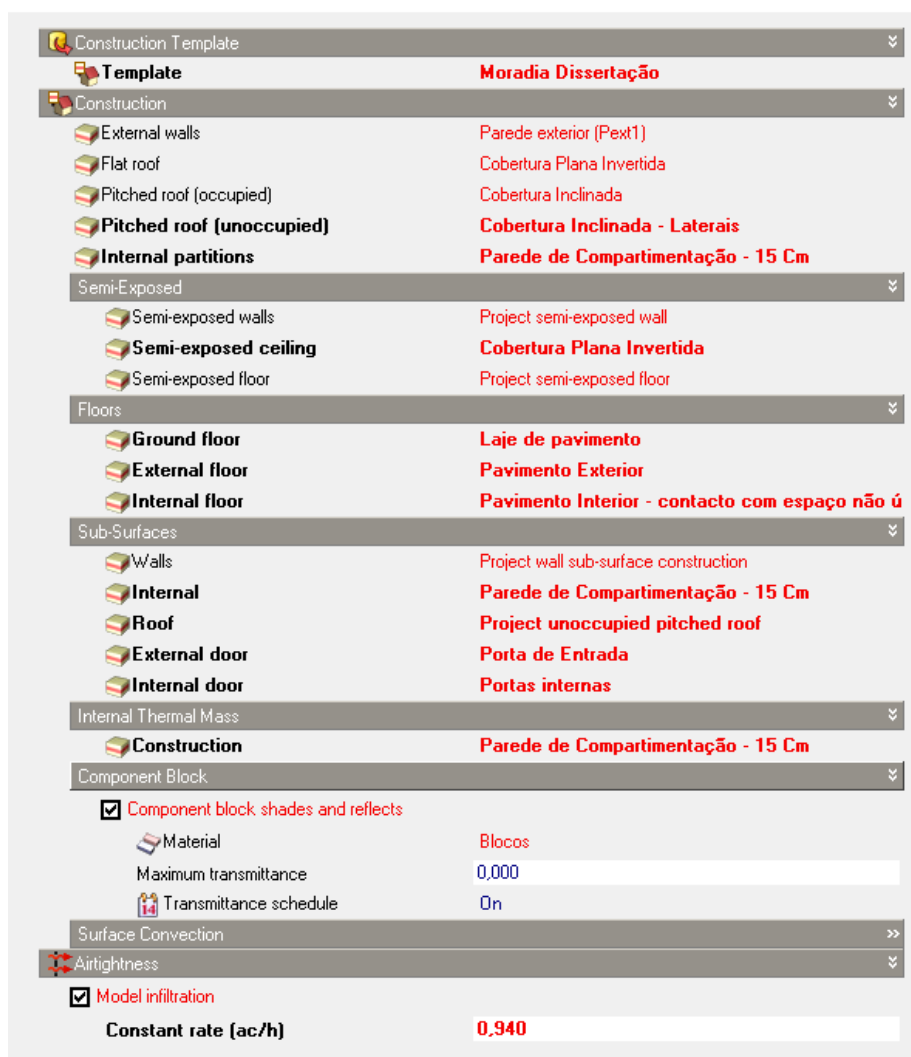 Construction Template
Template Moradia Dissertação
Construction
External walls Parede exterior (Pext1)
Flat roof Cobertura Plana Invertida
Pitched roof (occupied) Cobertura Inclinada
Pitched roof (unoccupied) Cobertura Inclinada - Laterais
Internal partitions Parede de Compartimentação - 15 Cm
Semi-Exposed
Semi-exposed walls Project semi-exposed wall
Semi-exposed ceiling Cobertura Plana Invertida
Semi-exposed floor Project semi-exposed floor
Floors
Ground floor Laje de pavimento
External floor Pavimento Exterior
Internal floor Pavimento Interior - contacto com espaço não ú
Sub-Surfaces
Walls Project wall sub-surface construction
Internal Parede de Compartimentação - 15 Cm
Roof Project unoccupied pitched roof
External door Porta de Entrada
Internal door Portas internas
Internal Thermal Mass
Construction Parede de Compartimentação - 15 Cm
Component Block
Component block shades and reflects
Material Blocos
Maximum transmittance 0,000
14 Transmittance schedule On
Surface Convection
Airtightness
Model infiltration
Constant rate (ac/h) 0,940